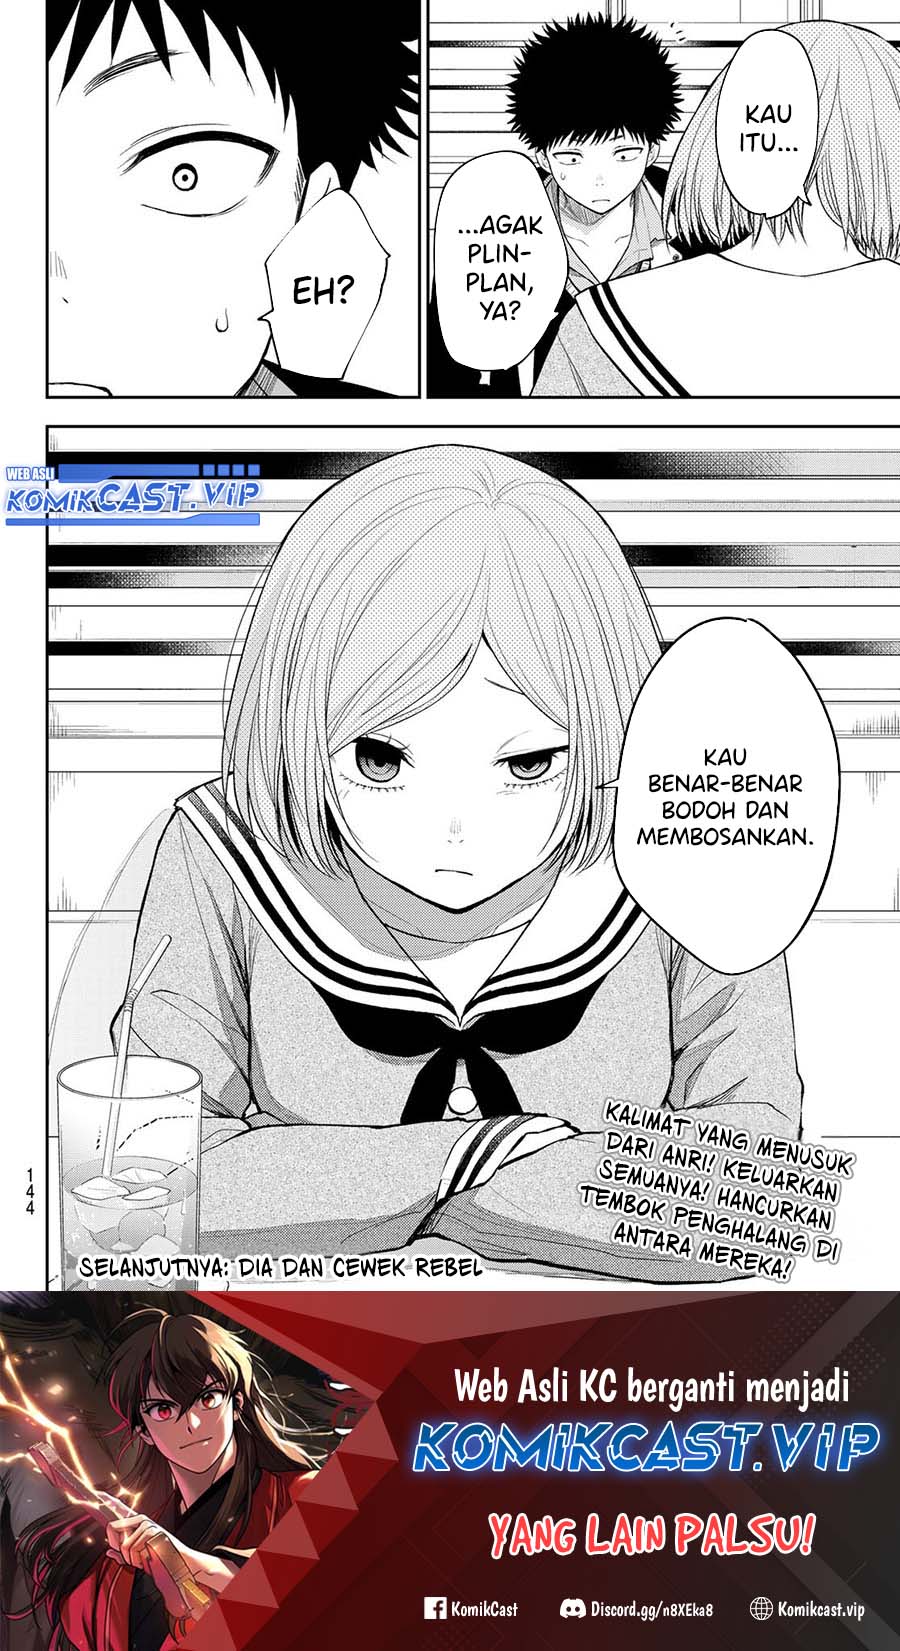 KAU
ITU...
...AGAK
PLIN-
PLAN,
YA?
EH?
WEB ASLI
KOMIKCAST.VIP
KAU
BENAR-BENAR
BODOH DAN
MEMBOSANKAN.
KALIMAT YANG MENUSUK
DARI ANRI! KELUARKAN
SEMUANYA! HANCURKAN
TEMBOK PENGHALANG DI
ANTARA MEREKA!
144
SELANJUTNYA: DIA DAN CEWEK REBEL
Web Asli KC berganti menjadi
KOMIKCAST.VIP
YANG LAIN PALSU!
KomikCast
Discord.gg/n8XEka8
Komikcast.vip